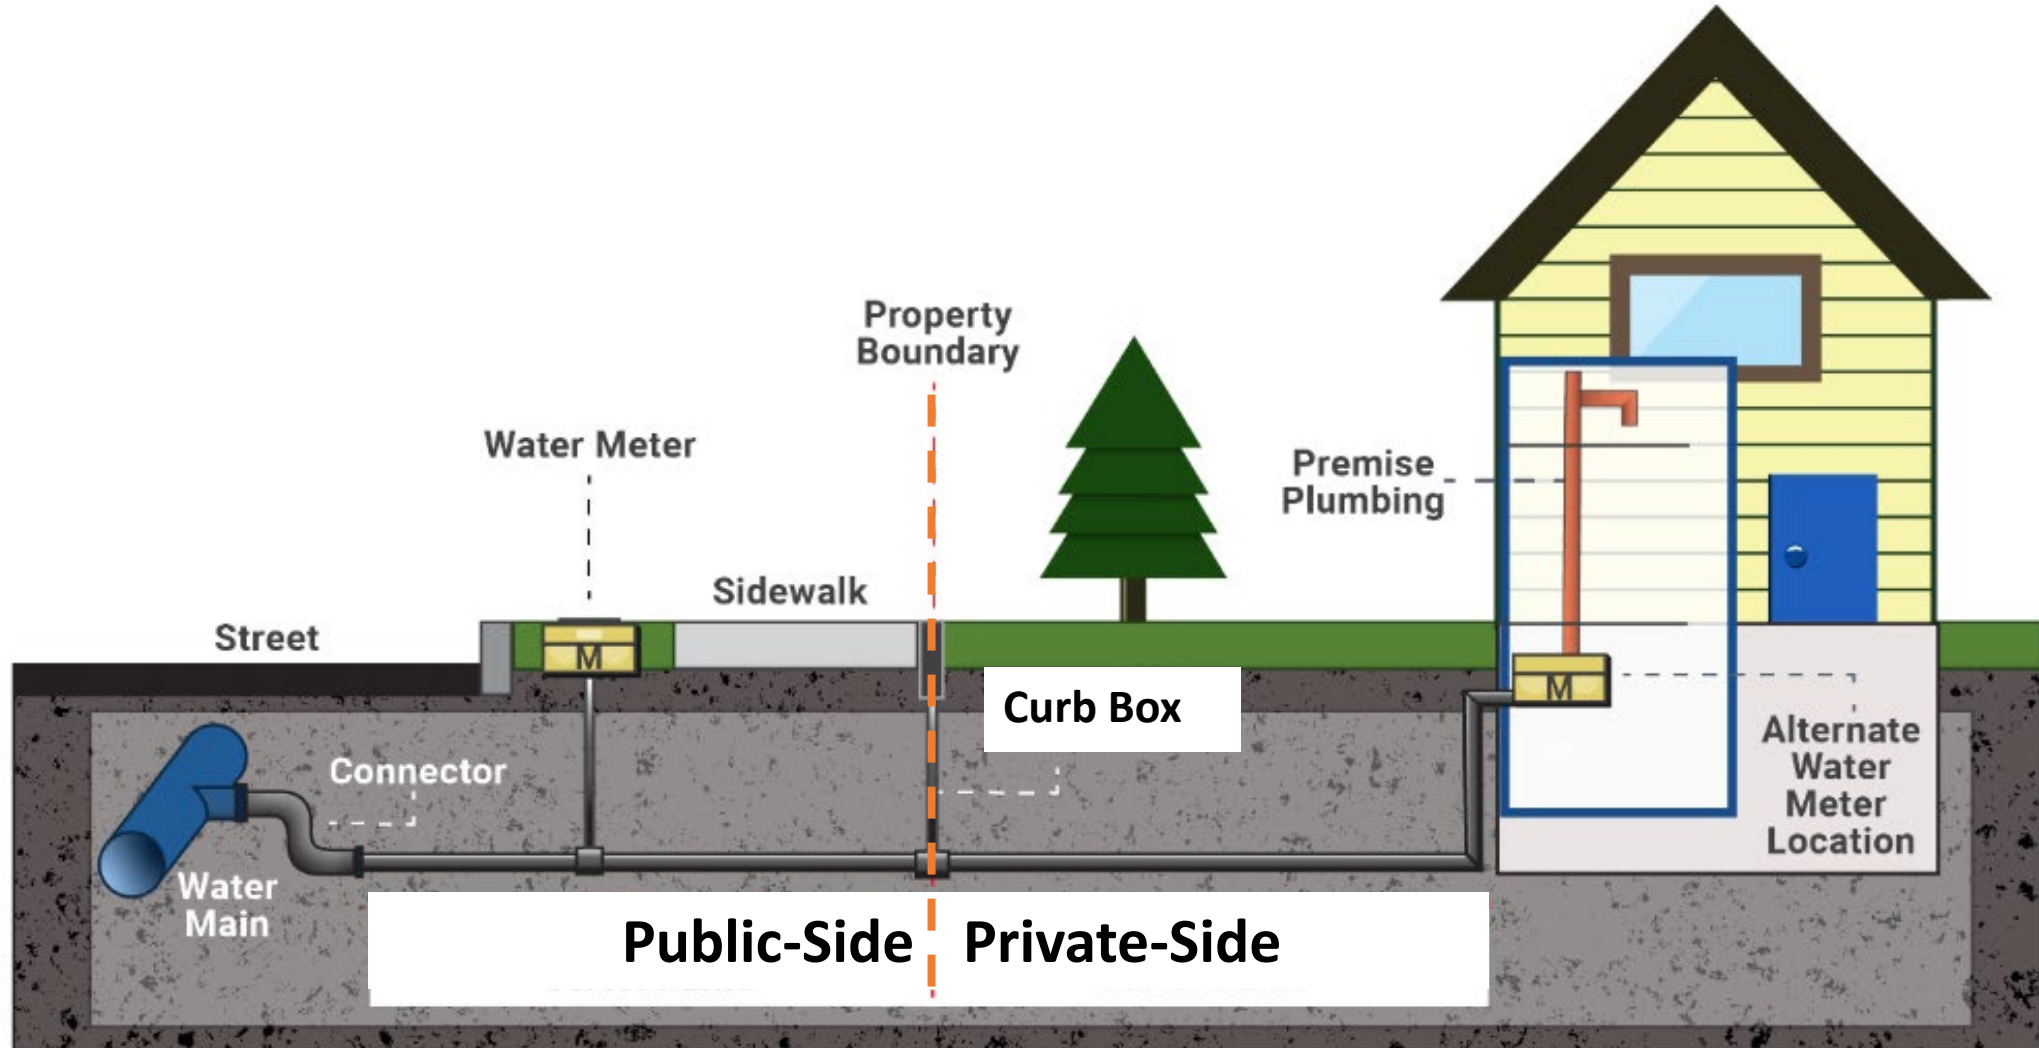 Property
Boundary
Water Meter
Premise
Plumbing
Sidewalk
Street
M
M
Curb Box
Connector
Alternate
Water
Meter
Location
Water
Main
Public-Side
Private-Side